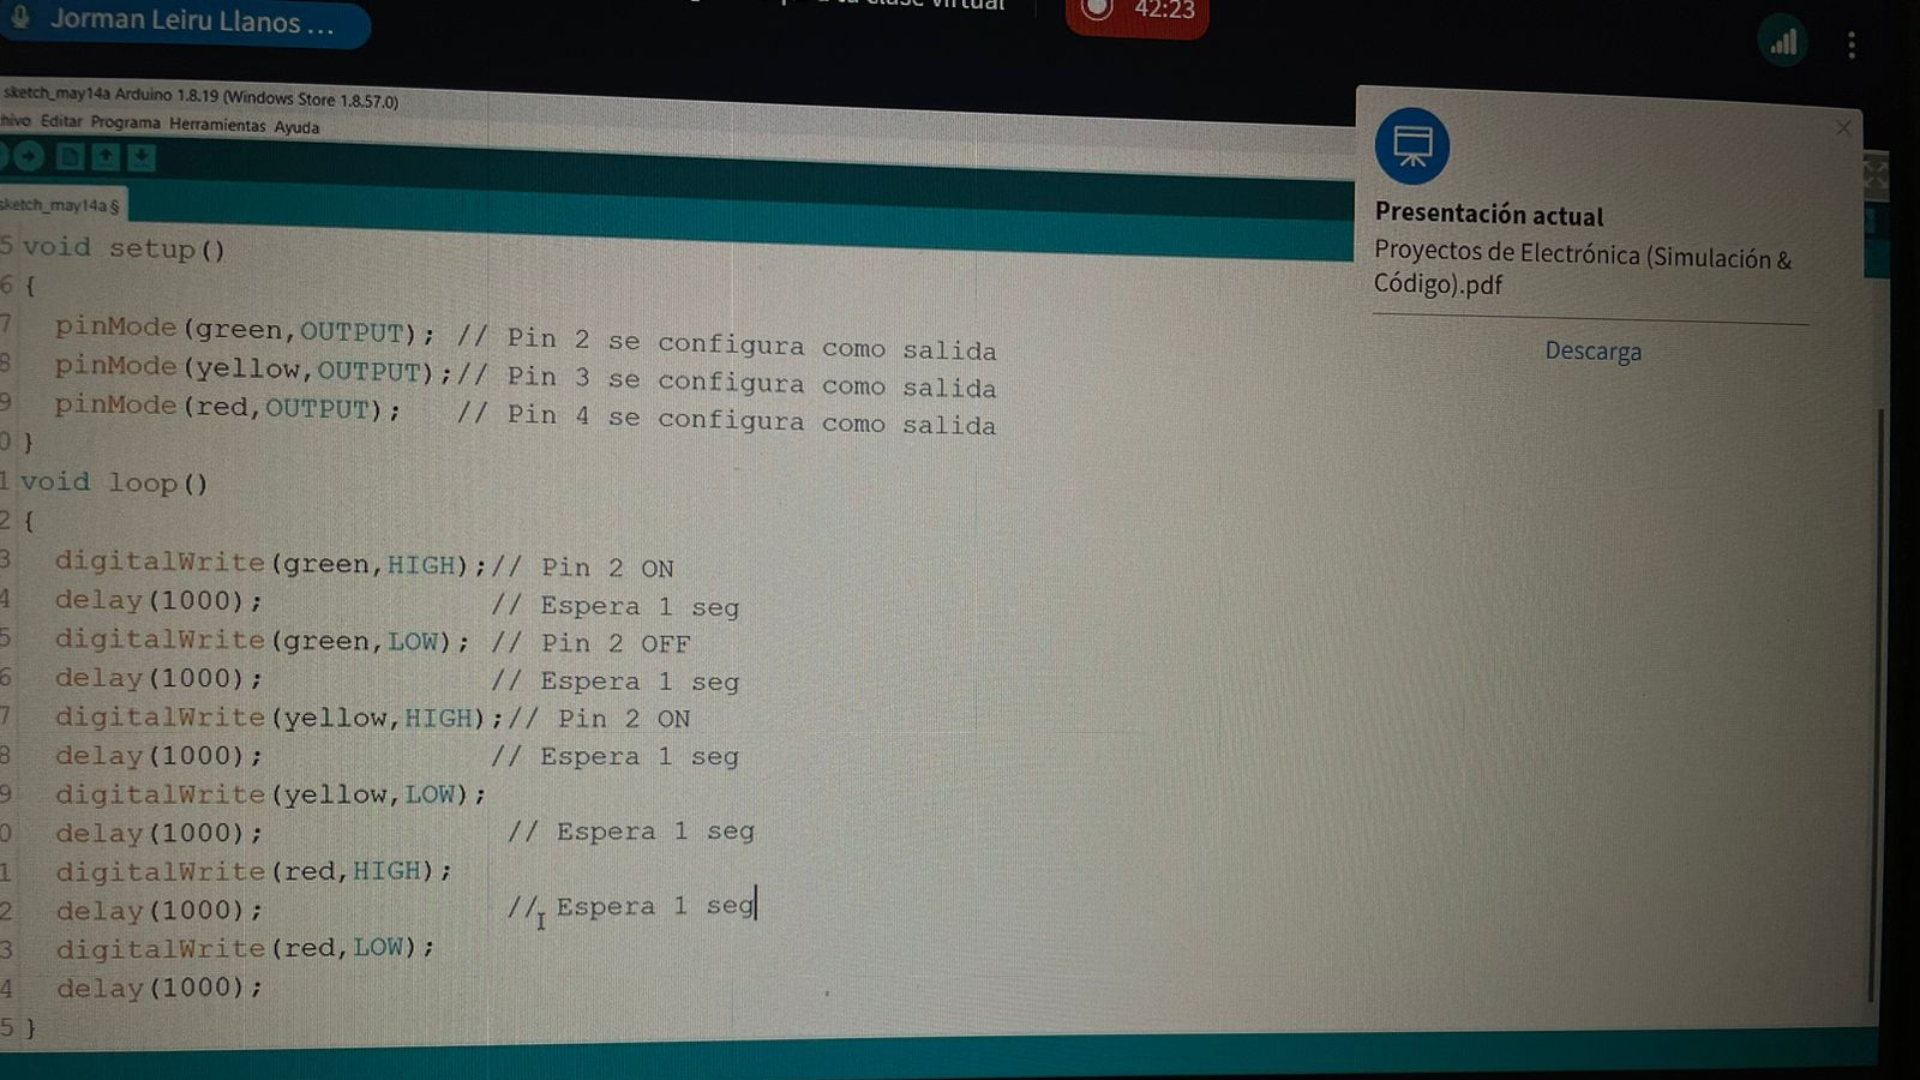 Jorman Leiru Llanos ...
clase virtual
42:23
sketch_may14a Arduino 1.8.19 (Windows Store 1.8.57.0)
hivo Editar Programa Herramientas Ayuda
sketch_may14a §
Presentación actual
Proyectos de Electrónica (Simulación &
Código).pdf
Descarga
5 void setup()
6 {
7 pinMode(green,OUTPUT); // Pin 2 se configura como salida
8 pinMode(yellow,OUTPUT);// Pin 3 se configura como salida
9 pinMode(red,OUTPUT); // Pin 4 se configura como salida
0 }
1 void loop()
2 {
3 digitalWrite(green,HIGH);// Pin 2 ON
4 delay(1000); // Espera 1 seg
5 digitalWrite(green,LOW); // Pin 2 OFF
6 delay(1000); // Espera 1 seg
7 digitalWrite(yellow,HIGH);// Pin 2 ON
8 delay(1000); // Espera 1 seg
9 digitalWrite(yellow,LOW);
0 delay(1000); // Espera 1 seg
1 digitalWrite(red,HIGH);
2 delay(1000); // Espera 1 seg
3 digitalWrite(red,LOW);
4 delay(1000);
5 }